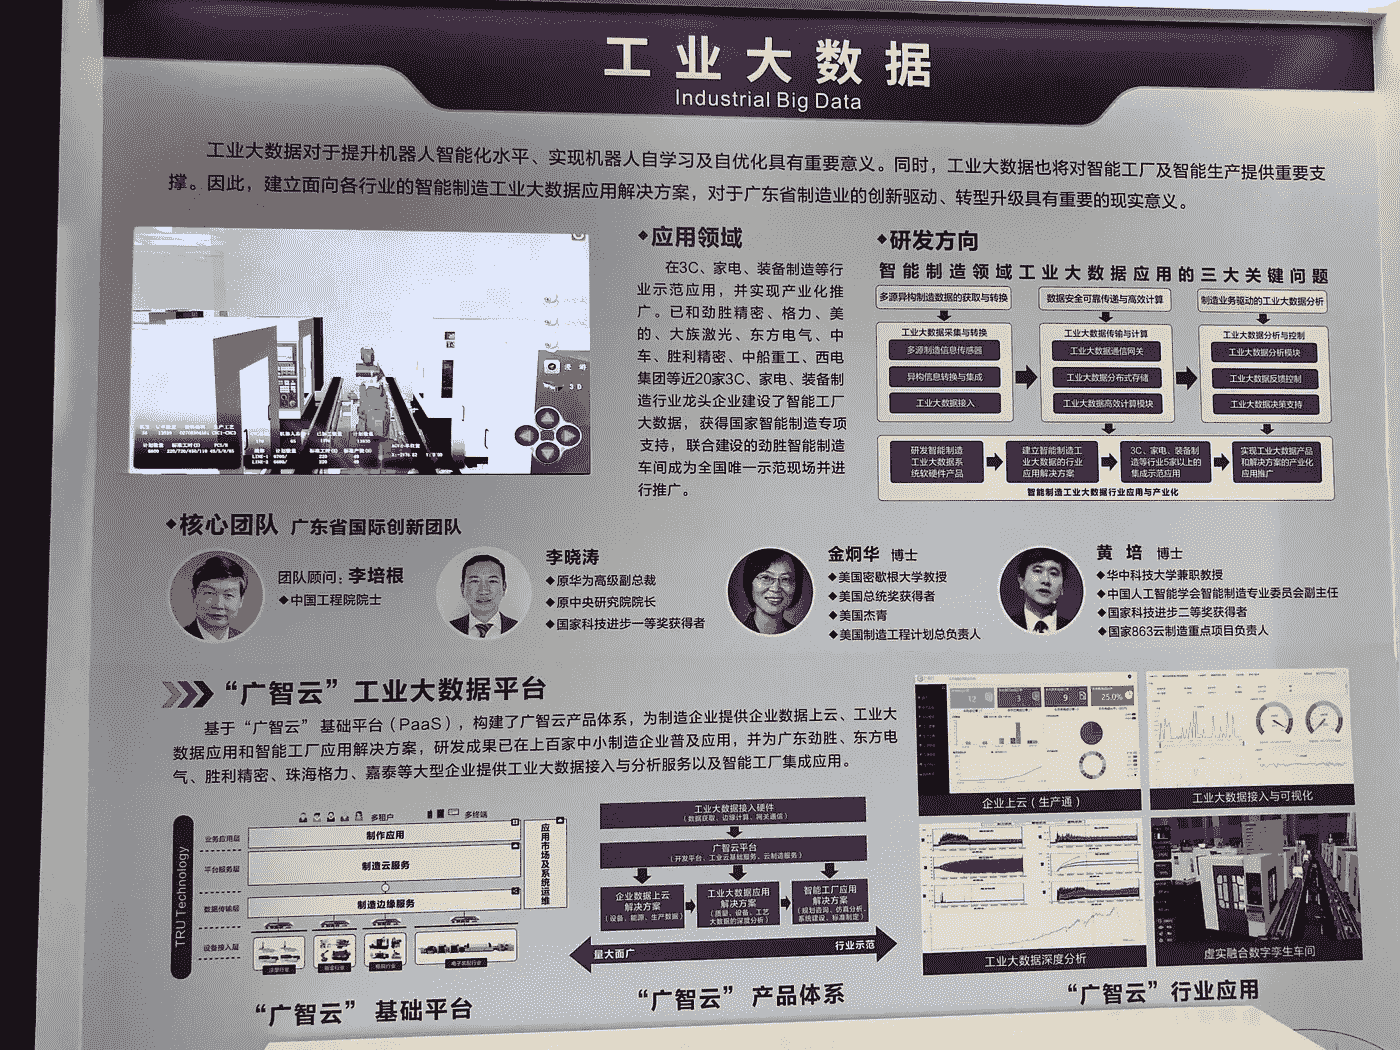 工业大数据
Industrial Big Data
工业大数据对于提升机器人智能化水平、实现机器人自学习及自优化具有重要意义。同时，工业大数据也将对智能工厂及智能生产提供重要支
撑。因此，建立面向各行业的智能制造工业大数据应用解决方案，对于广东省制造业的创新驱动、转型升级具有重要的现实意义。
漫 游
3 D
◆应用领域
在3C、家电、装备制造等行
业示范应用，并实现产业化推
广。已和劲胜精密、格力、美
的、大族激光、东方电气、中
车、胜利精密、中船重工、西电
集团等近20家3C、家电、装备制
造行业龙头企业建设了智能工厂
大数据，获得国家智能制造专项
支持，联合建设的劲胜智能制造
车间成为全国唯一示范现场并进
行推广。
◆研发方向
智能制造领域工业大数据应用的三大关键问题
多源异构制造数据的获取与转换
数据安全可靠传递与高效计算
制造业务驱动的工业大数据分析
工业大数据采集与转换
多源制造信息传感器
异构信息转换与集成
工业大数据接入
工业大数据传输与计算
工业大数据通信网关
工业大数据分布式存储
工业大数据高效计算模块
工业大数据分析与控制
工业大数据分析模块
工业大数据反馈控制
工业大数据决策支持
研发智能制造
工业大数据系
统软硬件产品
建立智能制造工
业大数据的行业
应用解决方案
3C、家电、装备制
造等行业5家以上的
集成示范应用
实现工业大数据产品
和解决方案的产业化
应用推广
智能制造工业大数据行业应用与产业化
◆核心团队 广东省国际创新团队
团队顾问：李培根
◆中国工程院院士
李晓涛
◆原华为高级副总裁
◆原中央研究院院长
◆国家科技进步一等奖获得者
金炯华 博士
◆美国密歇根大学教授
◆美国总统奖获得者
◆美国杰青
◆美国制造工程计划总负责人
黄 培 博士
◆华中科技大学兼职教授
◆中国人工智能学会智能制造专业委员会副主任
◆国家科技进步二等奖获得者
◆国家863云制造重点项目负责人
“广智云”工业大数据平台
基于“广智云”基础平台（PaaS），构建了广智云产品体系，为制造企业提供企业数据上云、工业大
数据应用和智能工厂应用解决方案，研发成果已在上百家中小制造企业普及应用，并为广东劲胜、东方电
气、胜利精密、珠海格力、嘉泰等大型企业提供工业大数据接入与分析服务以及智能工厂集成应用。
TRU Technology
业务应用层
平台服务层
数据传输层
设备接入层
多租户
多终端
制作应用
制造云服务
制造边缘服务
应用市场及系统运维
“广智云” 基础平台
工业大数据接入硬件
（数据获取、边缘计算、网关通信）
广智云平台
（开发平台、工业云基础服务、云制造服务）
企业数据上云
解决方案
（设备、能源、生产数据）
工业大数据应用
解决方案
（质量、设备、工艺
大数据的深度分析）
智能工厂应用
解决方案
（规划咨询、仿真分析、
系统建设、标准制定）
量大面广
行业示范
“广智云” 产品体系
12
3
9
25.0%
企业上云（生产通）
工业大数据接入与可视化
工业大数据深度分析
虚实融合数字孪生车间
“广智云” 行业应用